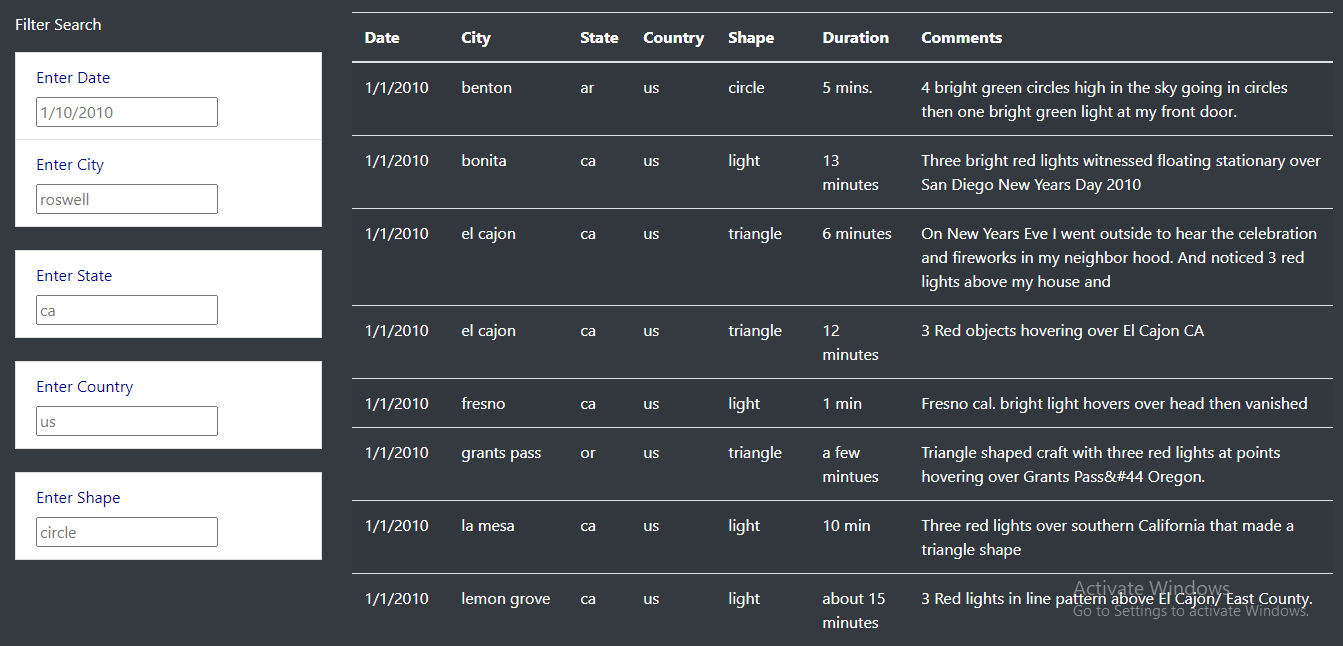 Filter Search
Enter Date
1/10/2010
Enter City
roswell
Enter State
ca
Enter Country
us
Enter Shape
circle
Date City State Country Shape Duration Comments
1/1/2010 benton ar us circle 5 mins. 4 bright green circles high in the sky going in circles
then one bright green light at my front door.
1/1/2010 bonita ca us light 13 Three bright red lights witnessed floating stationary over
minutes San Diego New Years Day 2010
1/1/2010 el cajon ca us triangle 6 minutes On New Years Eve I went outside to hear the celebration
and fireworks in my neighbor hood. And noticed 3 red
lights above my house and
1/1/2010 el cajon ca us triangle 12 3 Red objects hovering over El Cajon CA
minutes
1/1/2010 fresno ca us light 1 min Fresno cal. bright light hovers over head then vanished
1/1/2010 grants pass or us triangle a few Triangle shaped craft with three red lights at points
mintues hovering over Grants Pass&#44 Oregon.
1/1/2010 la mesa ca us light 10 min Three red lights over southern California that made a
triangle shape
1/1/2010 lemon grove ca us light about 15 3 Red lights in line pattern above El Cajon/ East County.
minutes
Activate Windows
Go to Settings to activate Windows.